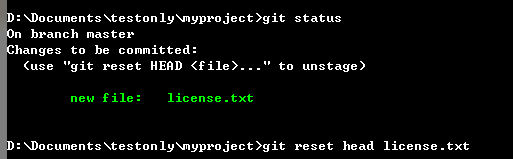 D:\Documents\testonly\myproject>git status
On branch master
Changes to be committed:
  (use "git reset HEAD <file>..." to unstage)
        new file:   license.txt
D:\Documents\testonly\myproject>git reset head license.txt